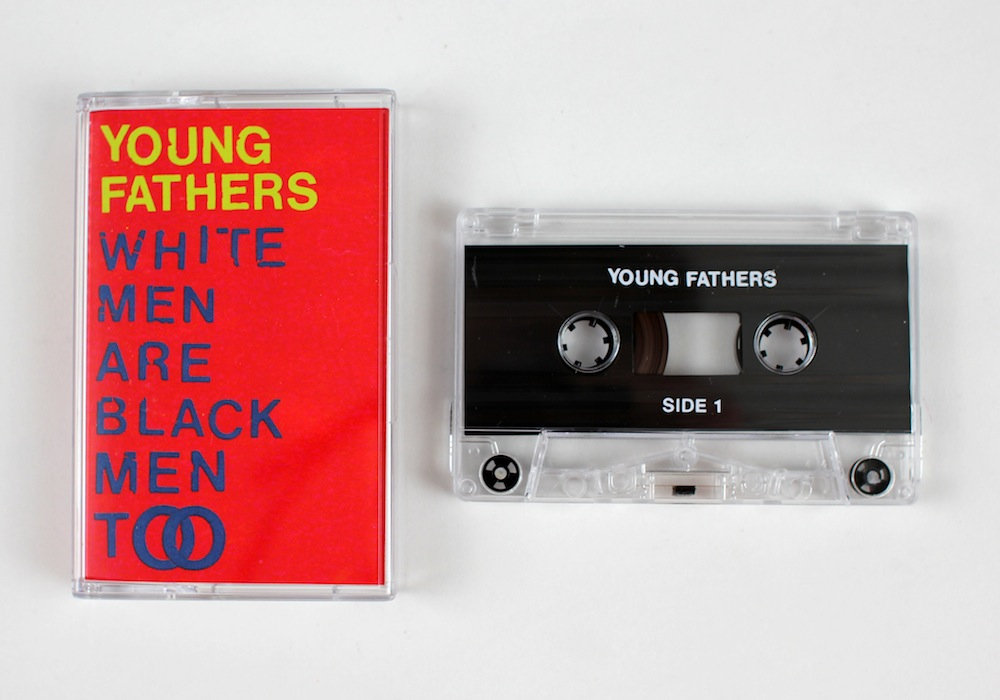 YOUNG
FATHERS
WHITE
MEN
ARE
BLACK
MEN
TOO
YOUNG FATHERS
SIDE 1